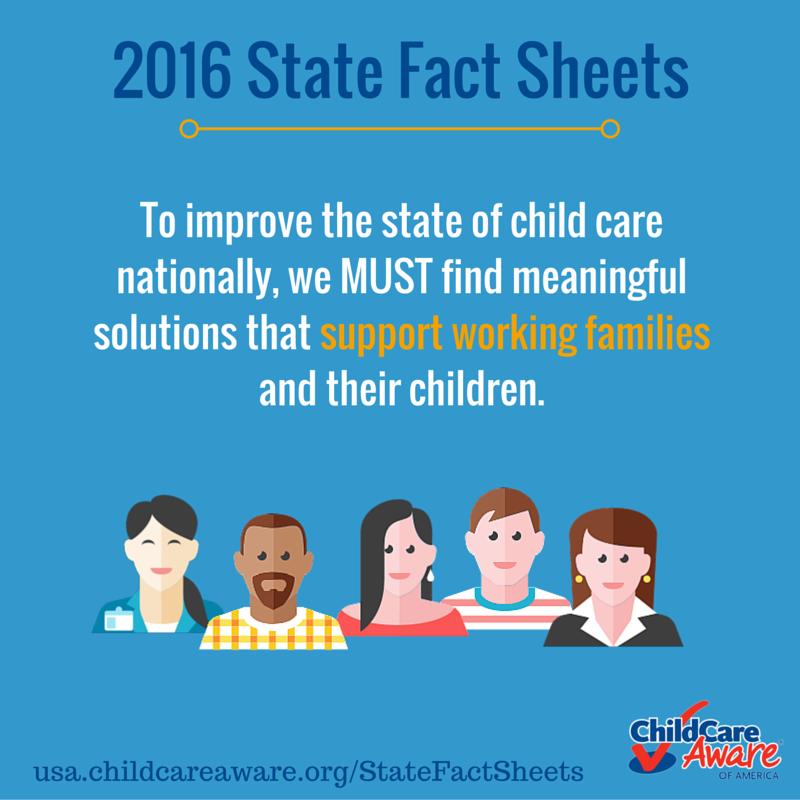 2016 State Fact Sheets
To improve the state of child care
nationally, we MUST find meaningful
solutions that support working families
and their children.
usa.childcareaware.org/StateFactSheets
ChildCare
Aware®
OF AMERICA